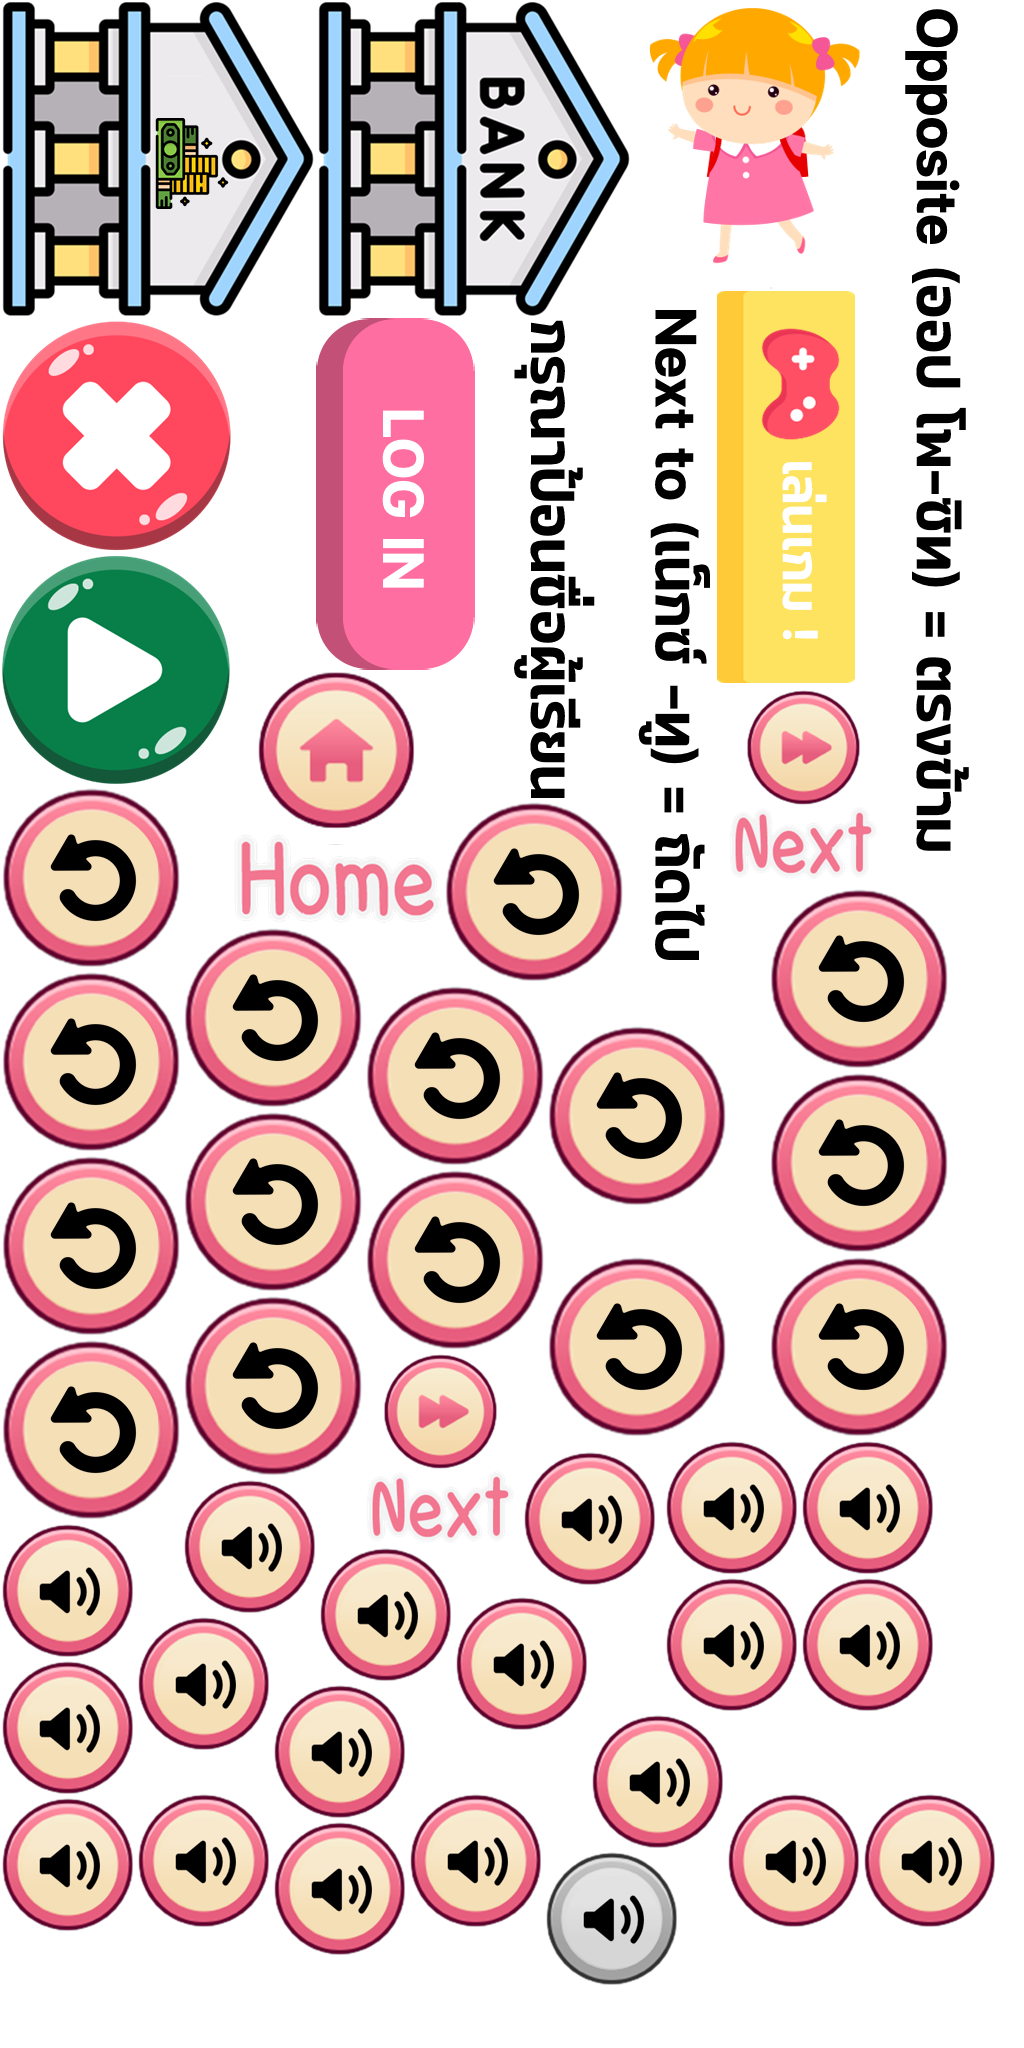 BANK
Opposite (ออป โพ-ซิท) = ตรงข้าม
LOG IN
กรุณาป้อนชื่อผู้เรียน
Next to (เน็กซ์ -ทู) = ถัดไป
เล่นเกม !
Home
Next
Next